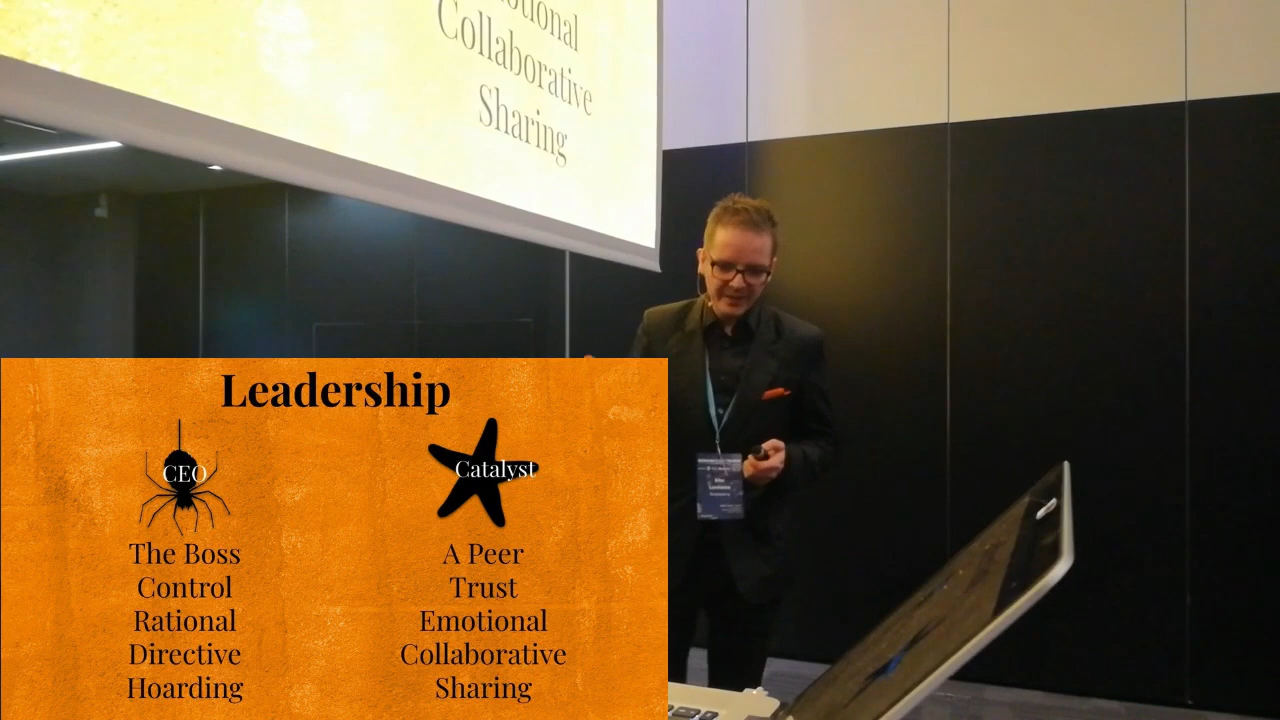 otional
Collaborative
Sharing
Leadership
CEO
Catalyst
The Boss
Control
Rational
Directive
Hoarding
A Peer
Trust
Emotional
Collaborative
Sharing